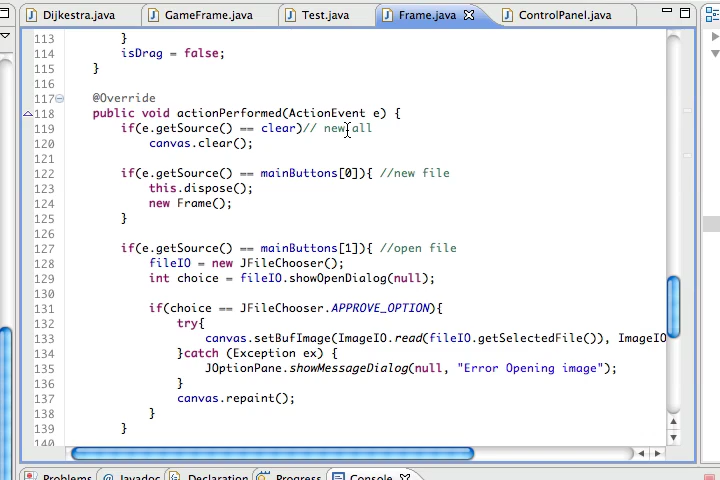 Dijkestra.java GameFrame.java Test.java Frame.java ControlPanel.java
113 }
114 isDrag = false;
115 }
116
117 @Override
118 public void actionPerformed(ActionEvent e) {
119 if(e.getSource() == clear)// new all
120 canvas.clear();
121
122 if(e.getSource() == mainButtons[0]){ //new file
123 this.dispose();
124 new Frame();
125 }
126
127 if(e.getSource() == mainButtons[1]){ //open file
128 fileIO = new JFileChooser();
129 int choice = fileIO.showOpenDialog(null);
130
131 if(choice == JFileChooser.APPROVE_OPTION){
132 try{
133 canvas.setBufImage(ImageIO.read(fileIO.getSelectedFile()), ImageIO
134 }catch (Exception ex) {
135 JOptionPane.showMessageDialog(null, "Error Opening image");
136 }
137 canvas.repaint();
138 }
139 }
140
Problems Javadoc Declaration Progress Console